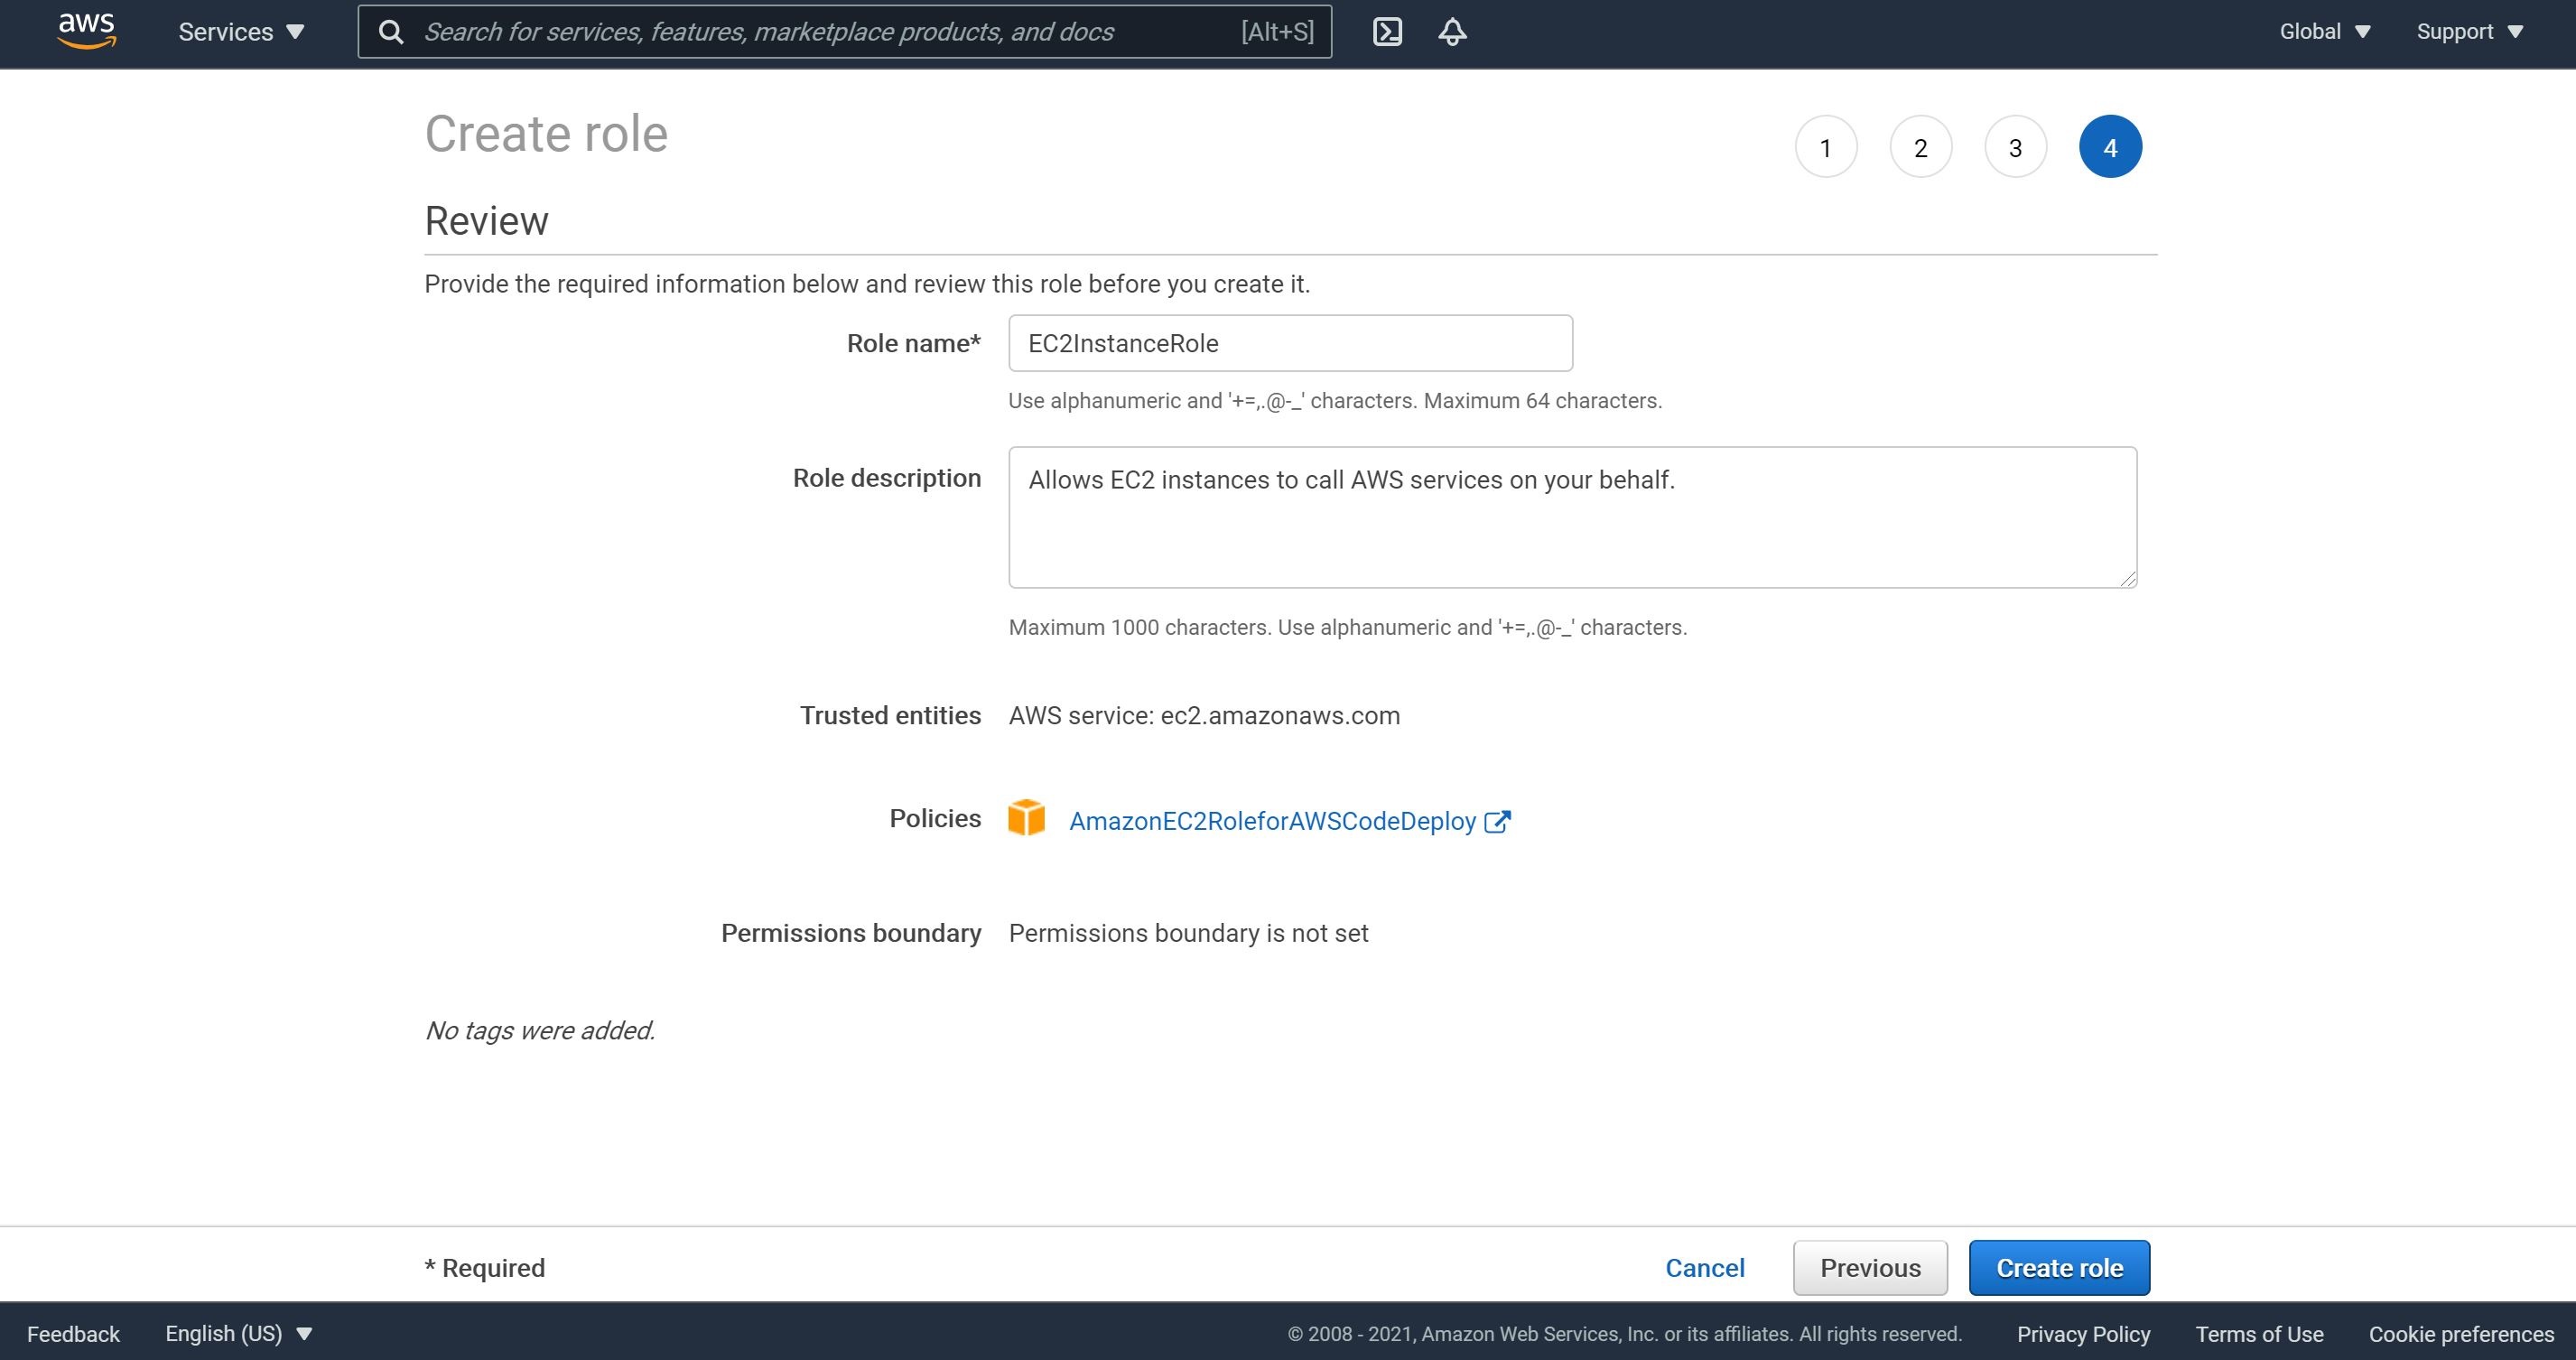 aws Services Search for services, features, marketplace products, and docs [Alt+S] Global Support
Create role 1 2 3 4
Review
Provide the required information below and review this role before you create it.
Role name* EC2InstanceRole
Use alphanumeric and '+=,.@-_' characters. Maximum 64 characters.
Role description Allows EC2 instances to call AWS services on your behalf.
Maximum 1000 characters. Use alphanumeric and '+=,.@-_' characters.
Trusted entities AWS service: ec2.amazonaws.com
Policies AmazonEC2RoleforAWSCodeDeploy
Permissions boundary Permissions boundary is not set
No tags were added.
* Required Cancel Previous Create role
Feedback English (US) © 2008 - 2021, Amazon Web Services, Inc. or its affiliates. All rights reserved. Privacy Policy Terms of Use Cookie preferences